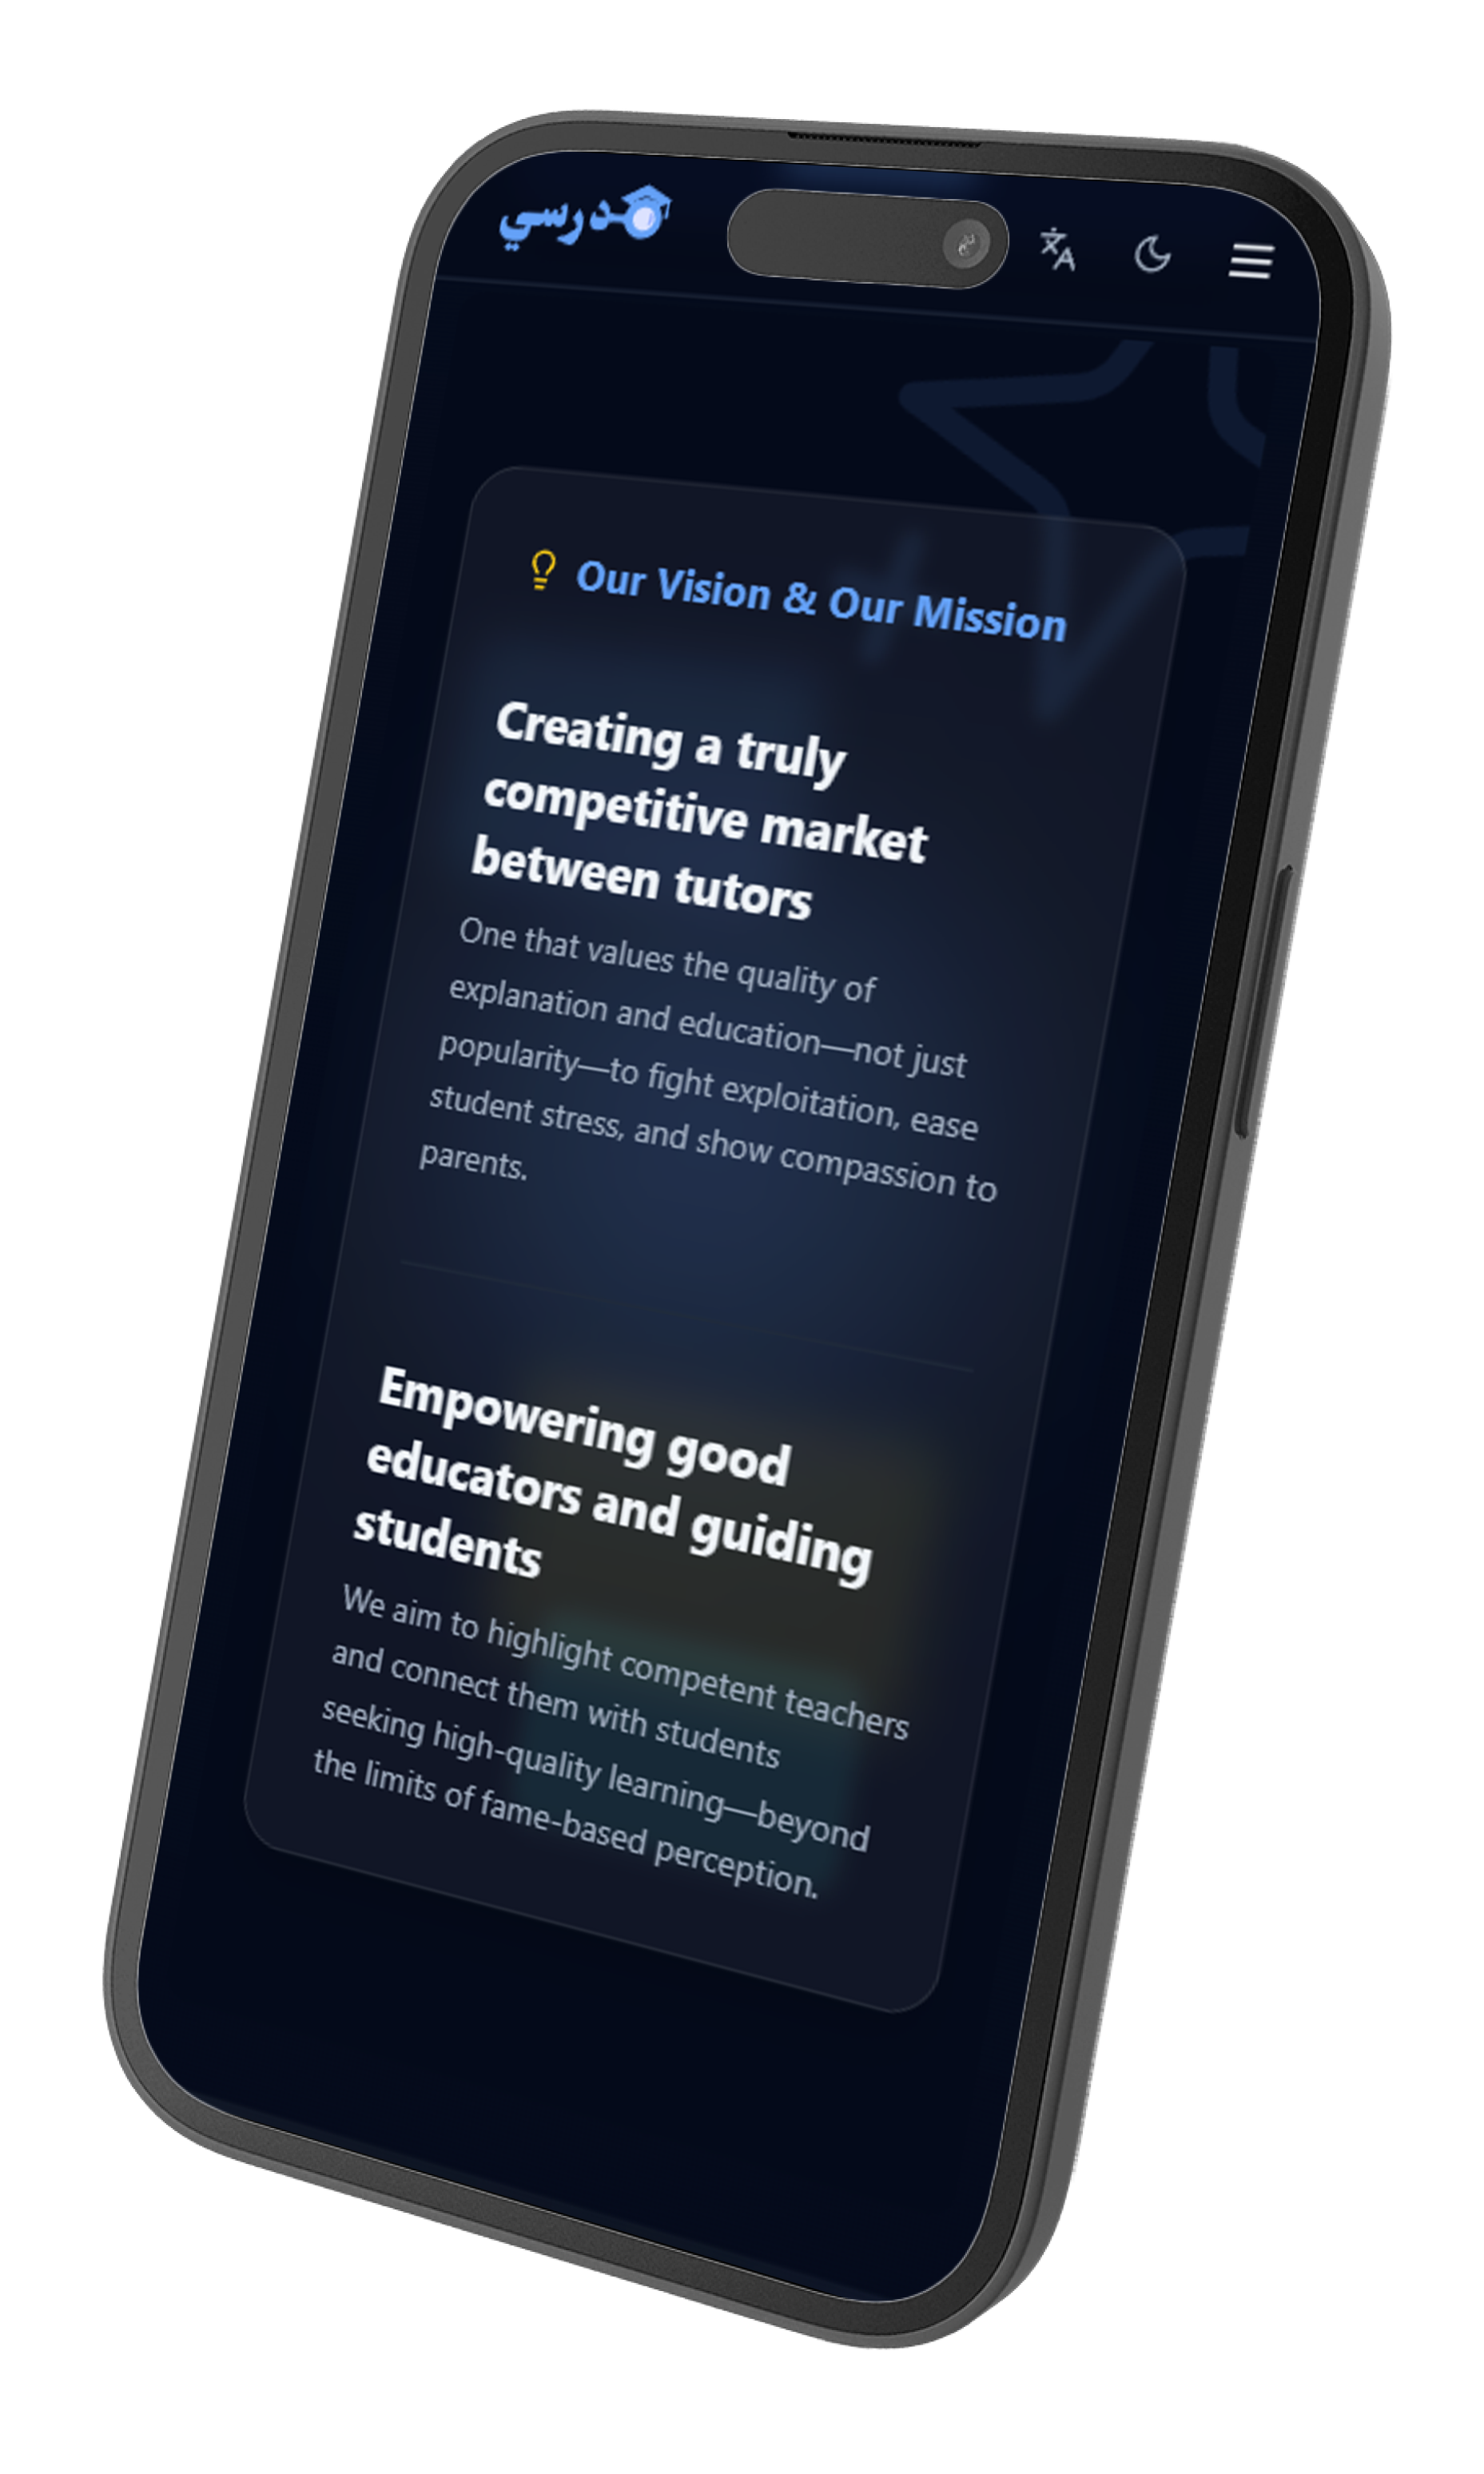 مدرسي
Our Vision & Our Mission
Creating a truly
competitive market
between tutors
One that values the quality of
explanation and education—not just
popularity—to fight exploitation, ease
student stress, and show compassion to
parents.
Empowering good
educators and guiding
students
We aim to highlight competent teachers
and connect them with students
seeking high-quality learning—beyond
the limits of fame-based perception.